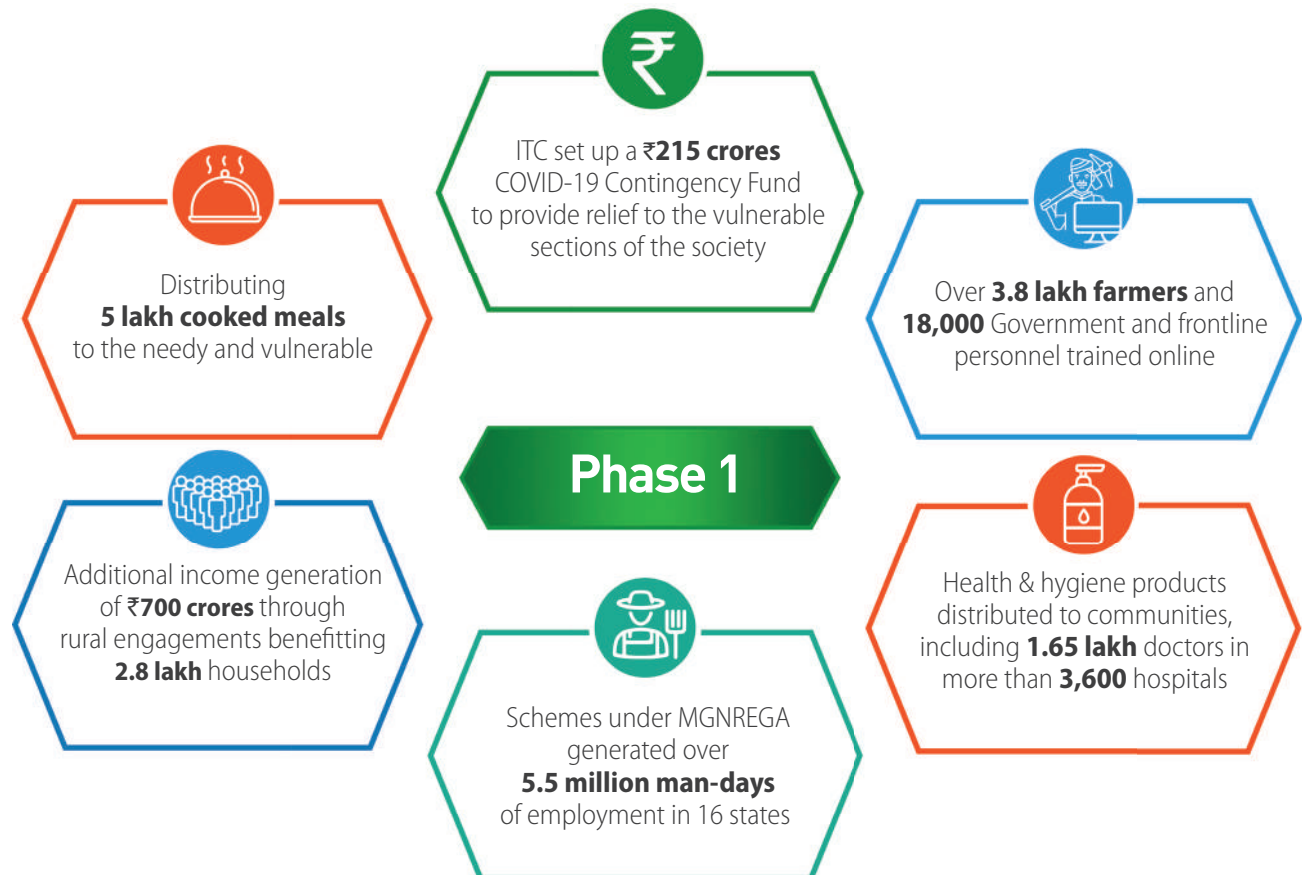 ₹
ITC set up a ₹215 crores
COVID-19 Contingency Fund
to provide relief to the vulnerable
sections of the society
Distributing
5 lakh cooked meals
to the needy and vulnerable
Over 3.8 lakh farmers and
18,000 Government and frontline
personnel trained online
Phase 1
Additional income generation
of ₹700 crores through
rural engagements benefitting
2.8 lakh households
Health & hygiene products
distributed to communities,
including 1.65 lakh doctors in
more than 3,600 hospitals
Schemes under MGNREGA
generated over
5.5 million man-days
of employment in 16 states